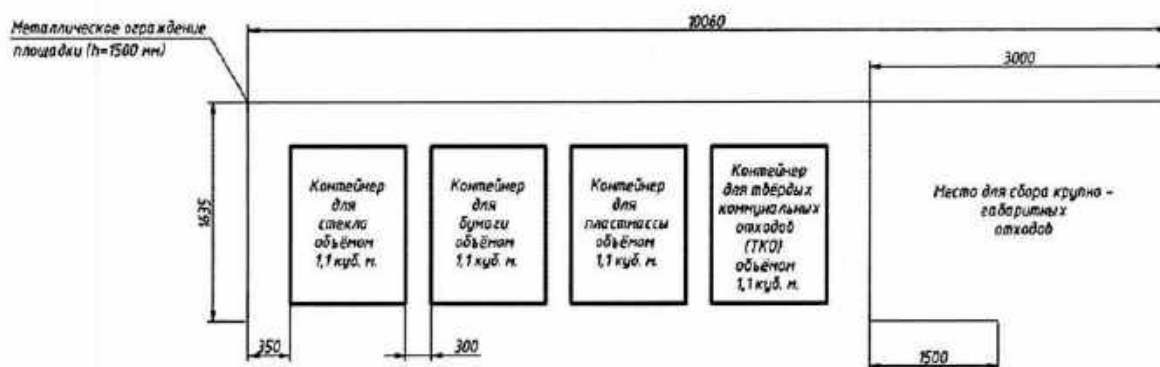 Металлическое ограждение
площадки (h=1500 мм)
10060
3000
1635
Контейнер
для
стекла
объёмом
1,1 куб. м.
Контейнер
для
бумаги
объёмом
1,1 куб. м.
Контейнер
для
пластмассы
объёмом
1,1 куб. м.
Контейнер
для твёрдых
коммунальных
отходов
(ТКО)
объёмом
1,1 куб. м.
Место для сбора крупно -
габаритных
отходов
350
300
1500